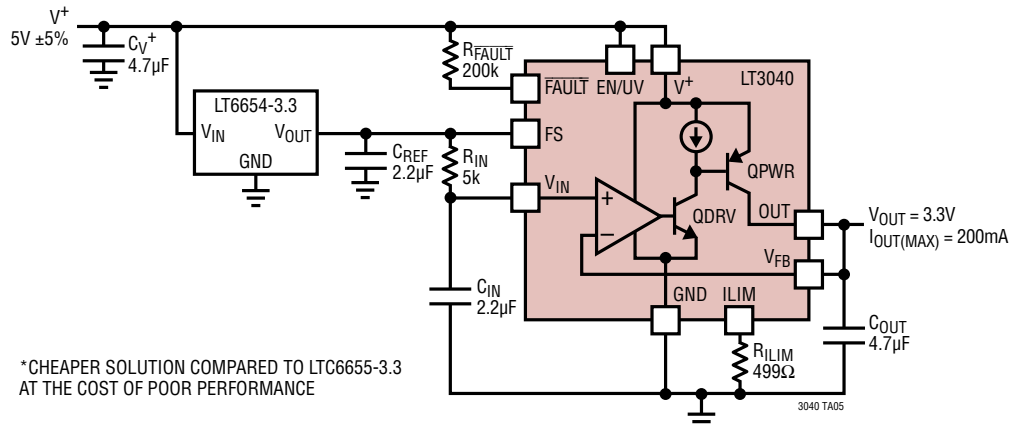 V+
5V ±5%
CV+
4.7µF
RFAULT
200k
LT6654-3.3
VIN
VOUT
GND
CREF
2.2µF
RIN
5k
CIN
2.2µF
FAULT
EN/UV
V+
LT3040
FS
VIN
+
−
QDRV
QPWR
OUT
VFB
GND
ILIM
VOUT = 3.3V
IOUT(MAX) = 200mA
COUT
4.7µF
RILIM
499Ω
*CHEAPER SOLUTION COMPARED TO LTC6655-3.3
AT THE COST OF POOR PERFORMANCE
3040 TA05